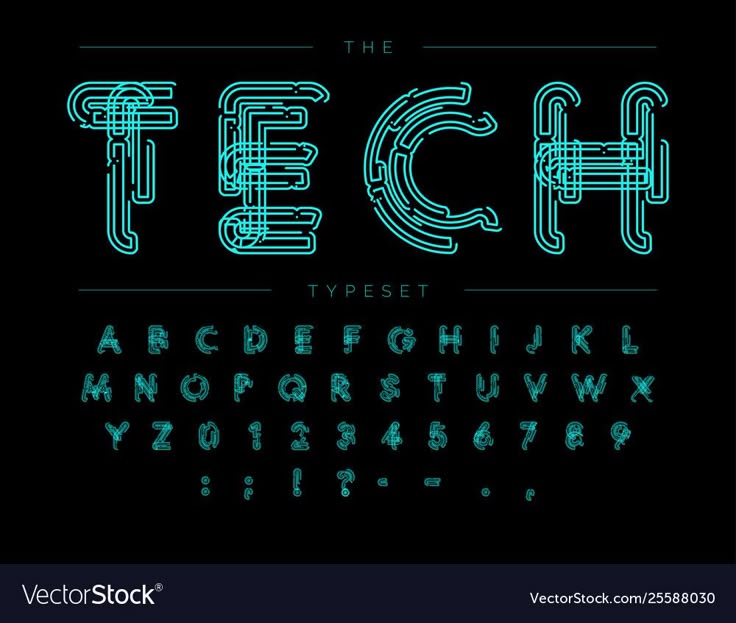 THE
TECH
TYPESET
A B C D E F G H I J K L
M N O P Q R S T U V W X
Y Z 0 1 2 3 4 5 6 7 8 9
: ; ! ? - – . ,
VectorStock®
VectorStock.com/25588030